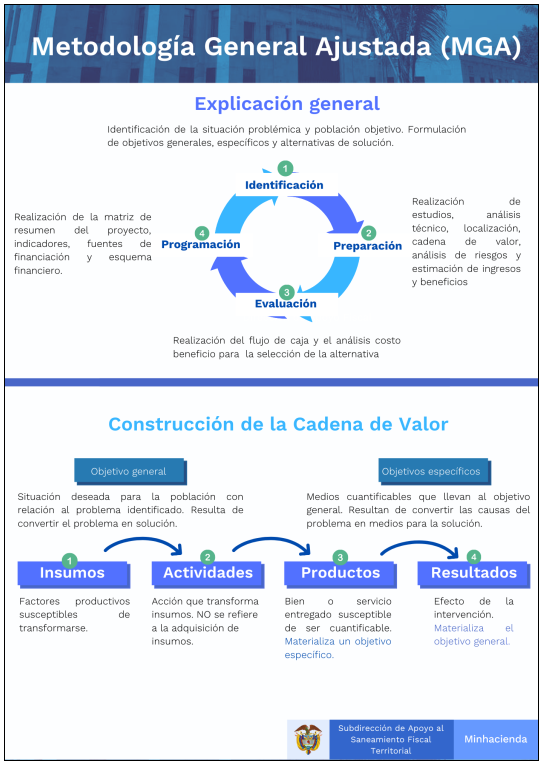 Metodología General Ajustada (MGA)
Explicación general
Identificación de la situación problémica y población objetivo. Formulación
de objetivos generales, específicos y alternativas de solución.
1
Identificación
Realización de la matriz de
resumen del proyecto,
indicadores, fuentes de
financiación y esquema
financiero.
4
Programación
2
Preparación
Realización de
estudios, análisis
técnico, localización,
cadena de valor,
análisis de riesgos y
estimación de ingresos
y beneficios
3
Evaluación
Realización del flujo de caja y el análisis costo
beneficio para la selección de la alternativa
Construcción de la Cadena de Valor
Objetivo general
Situación deseada para la población con
relación al problema identificado. Resulta de
convertir el problema en solución.
Objetivos específicos
Medios cuantificables que llevan al objetivo
general. Resultan de convertir las causas del
problema en medios para la solución.
1
Insumos
Factores productivos
susceptibles de
transformarse.
2
Actividades
Acción que transforma
insumos. NO se refiere
a la adquisición de
insumos.
3
Productos
Bien o servicio
entregado susceptible
de ser cuantificable.
Materializa un objetivo
específico.
4
Resultados
Efecto de la
intervención.
Materializa el
objetivo general.
Subdirección de Apoyo al
Saneamiento Fiscal
Territorial
Minhacienda